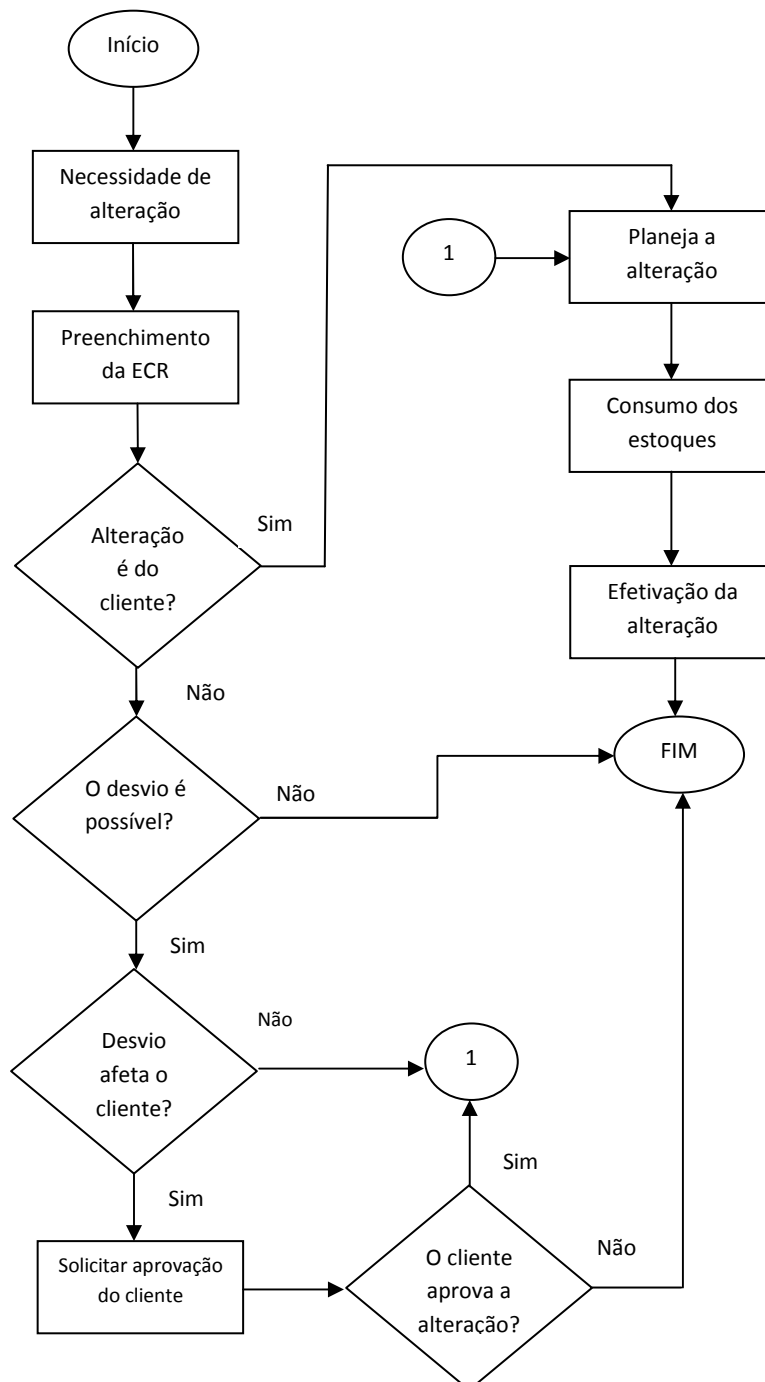 Início
Necessidade de
alteração
Preenchimento
da ECR
Alteração
é do
cliente?
Sim
1
Planeja a
alteração
Consumo dos
estoques
Efetivação da
alteração
FIM
Não
O desvio é
possível?
Não
Sim
Desvio
afeta o
cliente?
Não
1
Sim
Sim
Solicitar aprovação
do cliente
O cliente
aprova a
alteração?
Não